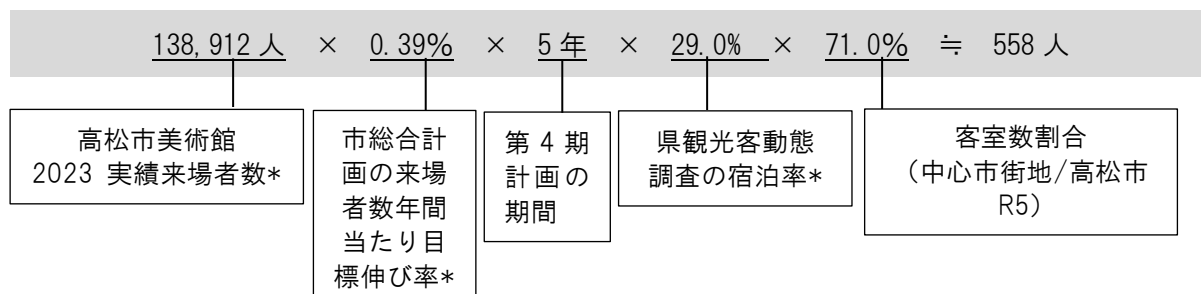 138,912 人 × 0.39% × 5 年 × 29.0% × 71.0% ≒ 558 人
高松市美術館
2023 実績来場者数*
市総合計
画の来場
者数年間
当たり目
標伸び率*
第 4 期
計画の
期間
県観光客動態
調査の宿泊率*
客室数割合
（中心市街地/高松市
R5）